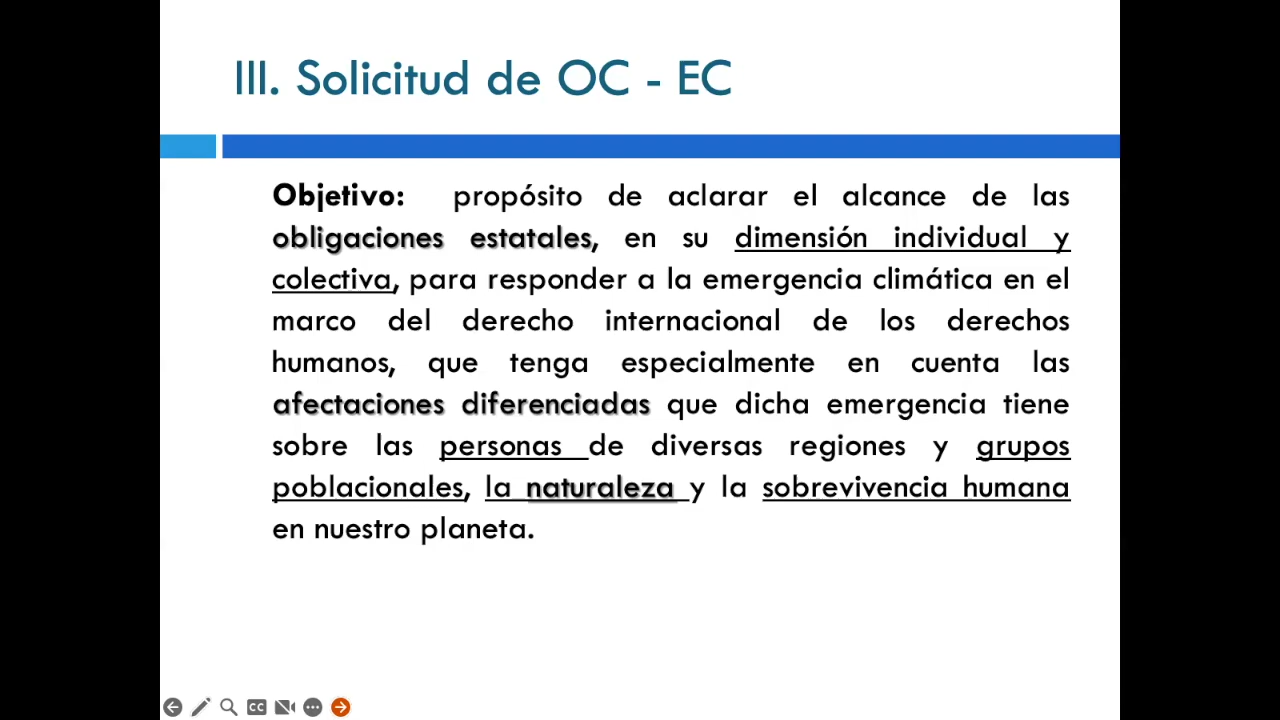 III. Solicitud de OC - EC
Objetivo: propósito de aclarar el alcance de las
obligaciones estatales, en su dimensión individual y
colectiva, para responder a la emergencia climática en el
marco del derecho internacional de los derechos
humanos, que tenga especialmente en cuenta las
afectaciones diferenciadas que dicha emergencia tiene
sobre las personas de diversas regiones y grupos
poblacionales, la naturaleza y la sobrevivencia humana
en nuestro planeta.
CC